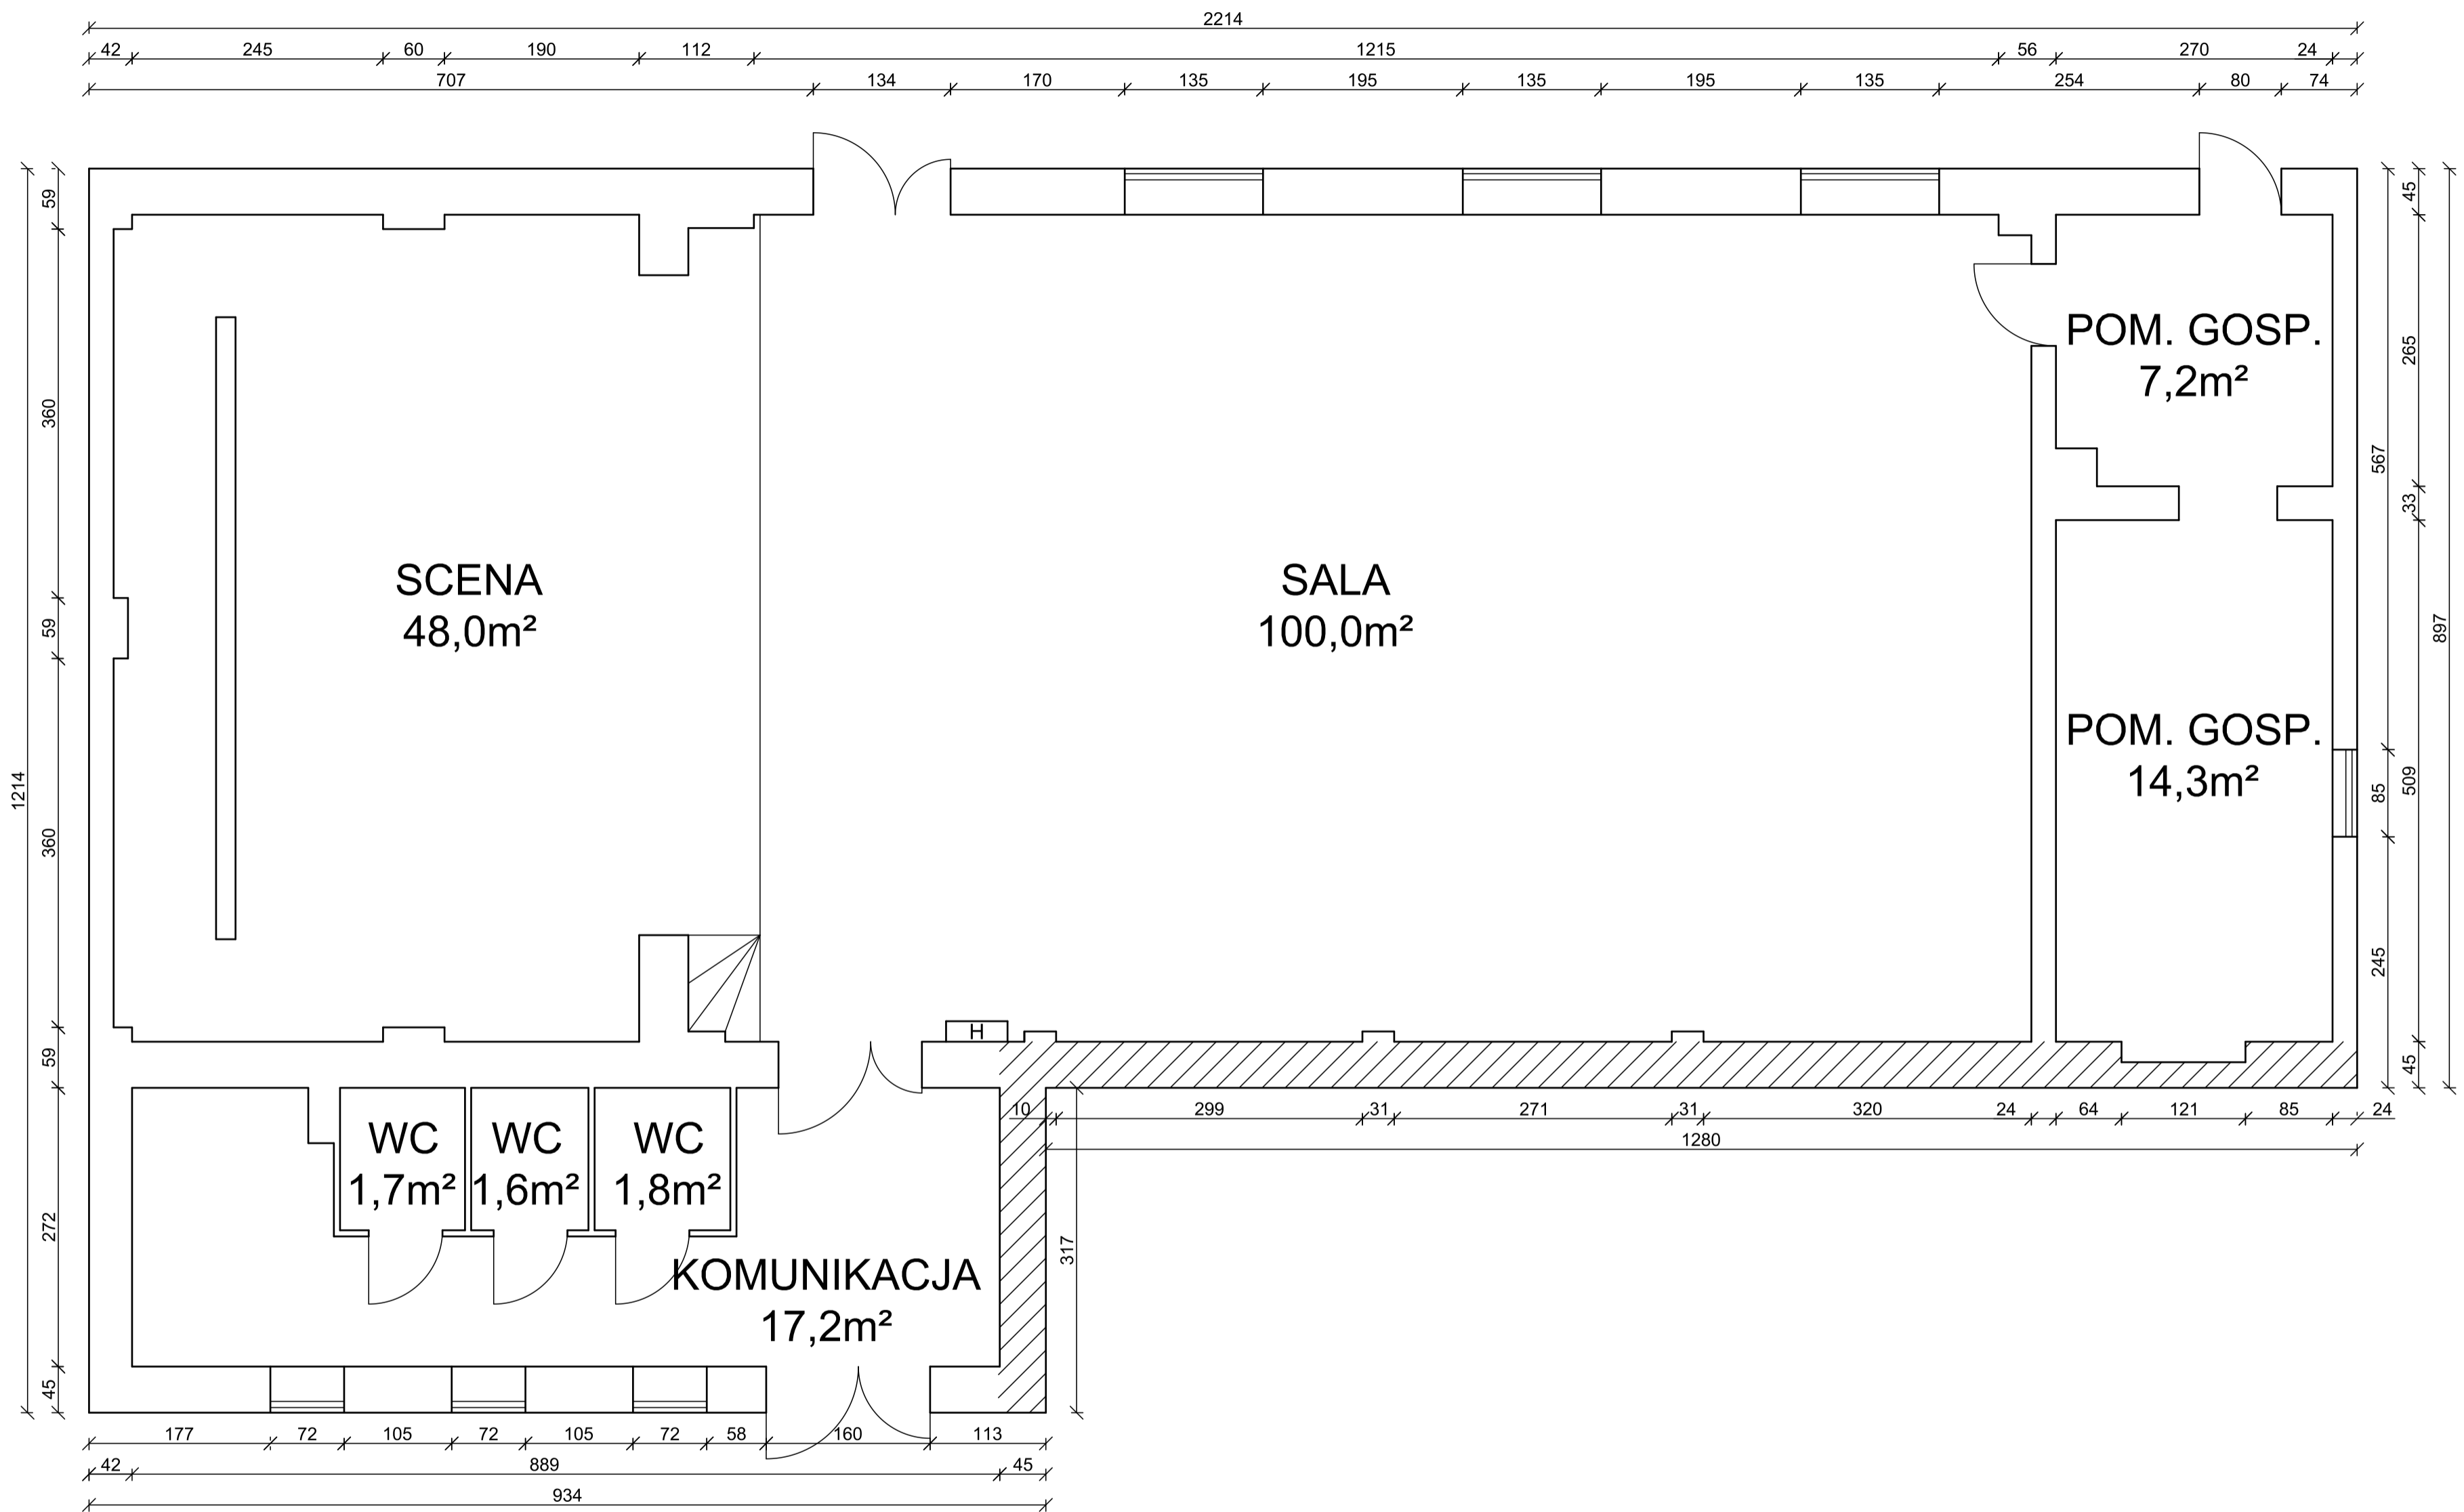 2214
42 245 60 190 112 1215 56 270 24
707 134 170 135 195 135 195 135 254 80 74
59
360
59
360
59
272
45
1214
45
265
33
509
45
567
85
245
897
POM. GOSP.
7,2m²
SCENA
48,0m²
SALA
100,0m²
POM. GOSP.
14,3m²
H
10 299 31 271 31 320 24 64 121 85 24
1280
WC
1,7m²
WC
1,6m²
WC
1,8m²
317
KOMUNIKACJA
17,2m²
177 72 105 72 105 72 58 160 113
42 889 45
934